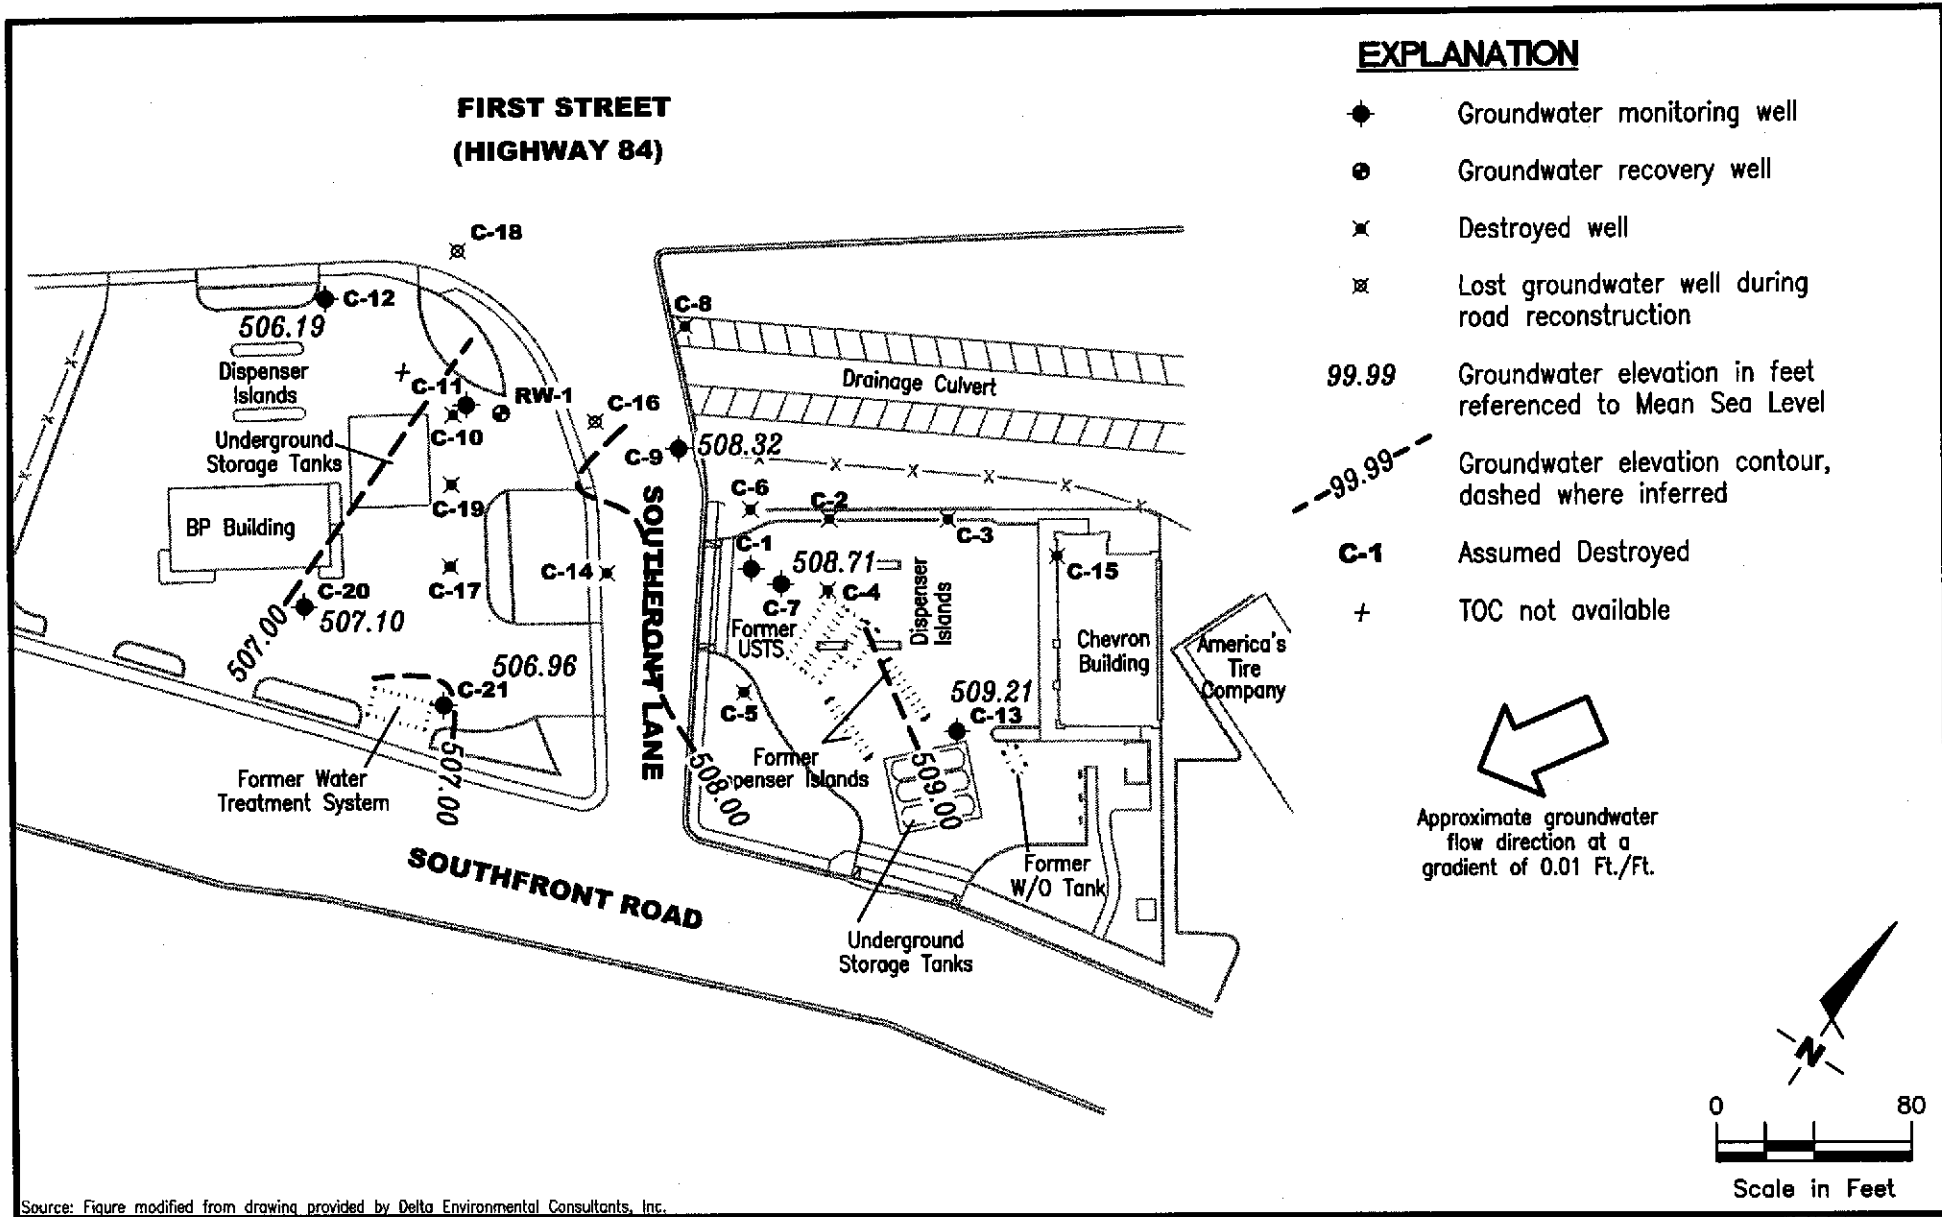 EXPLANATION
Groundwater monitoring well
Groundwater recovery well
Destroyed well
Lost groundwater well during
road reconstruction
99.99
Groundwater elevation in feet
referenced to Mean Sea Level
99.99
Groundwater elevation contour,
dashed where inferred
C-1
Assumed Destroyed
+
TOC not available
FIRST STREET
(HIGHWAY 84)
C-18
C-12
506.19
Dispenser
Islands
+
C-11
RW-1
C-10
Underground
Storage Tanks
C-16
C-8
Drainage Culvert
C-9
508.32
BP Building
C-19
C-6
C-2
C-3
C-1
508.71
C-7
C-4
Dispenser
Islands
C-15
C-14
C-17
C-20
507.10
507.00
Former
USTS
SOUTHFRONT LANE
506.96
C-21
507.00
Former Water
Treatment System
C-5
508.00
Former
penser Islands
509.21
C-13
509.00
Chevron
Building
America's
Tire
Company
Former
W/O Tank
Underground
Storage Tanks
SOUTHFRONT ROAD
Approximate groundwater
flow direction at a
gradient of 0.01 Ft./Ft.
N
0 80
Scale in Feet
Source: Figure modified from drawing provided by Delta Environmental Consultants, Inc.